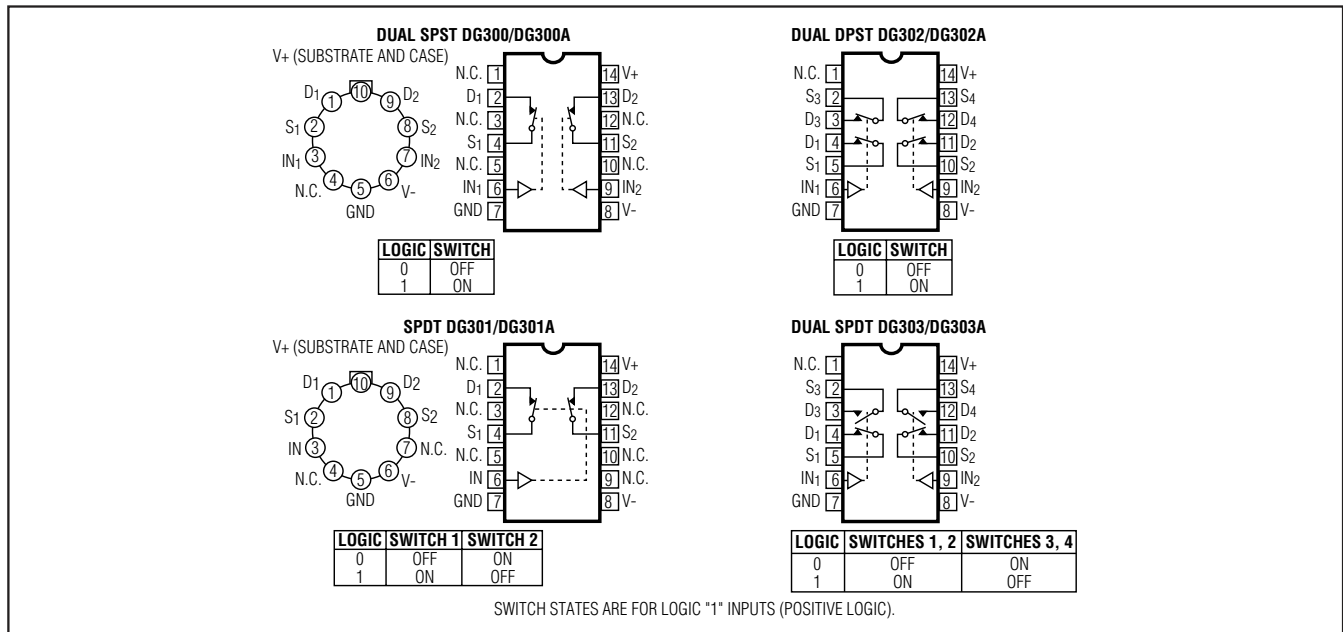 DUAL SPST DG300/DG300A
V+ (SUBSTRATE AND CASE)
10
D1 1 9 D2
S1 2 8 S2
IN1 3 7 IN2
N.C. 4 6 V-
5
GND
N.C. 1 14 V+
D1 2 13 D2
N.C. 3 12 N.C.
S1 4 11 S2
N.C. 5 10 N.C.
IN1 6 9 IN2
GND 7 8 V-
LOGIC SWITCH
0 OFF
1 ON
DUAL DPST DG302/DG302A
N.C. 1 14 V+
S3 2 13 S4
D3 3 12 D4
D1 4 11 D2
S1 5 10 S2
IN1 6 9 IN2
GND 7 8 V-
LOGIC SWITCH
0 OFF
1 ON
SPDT DG301/DG301A
V+ (SUBSTRATE AND CASE)
10
D1 1 9 D2
S1 2 8 S2
IN 3 7 N.C.
N.C. 4 6 V-
5
GND
N.C. 1 14 V+
D1 2 13 D2
N.C. 3 12 N.C.
S1 4 11 S2
N.C. 5 10 N.C.
IN 6 9 N.C.
GND 7 8 V-
LOGIC SWITCH 1 SWITCH 2
0 OFF ON
1 ON OFF
DUAL SPDT DG303/DG303A
N.C. 1 14 V+
S3 2 13 S4
D3 3 12 D4
D1 4 11 D2
S1 5 10 S2
IN1 6 9 IN2
GND 7 8 V-
LOGIC SWITCHES 1, 2 SWITCHES 3, 4
0 OFF ON
1 ON OFF
SWITCH STATES ARE FOR LOGIC "1" INPUTS (POSITIVE LOGIC).